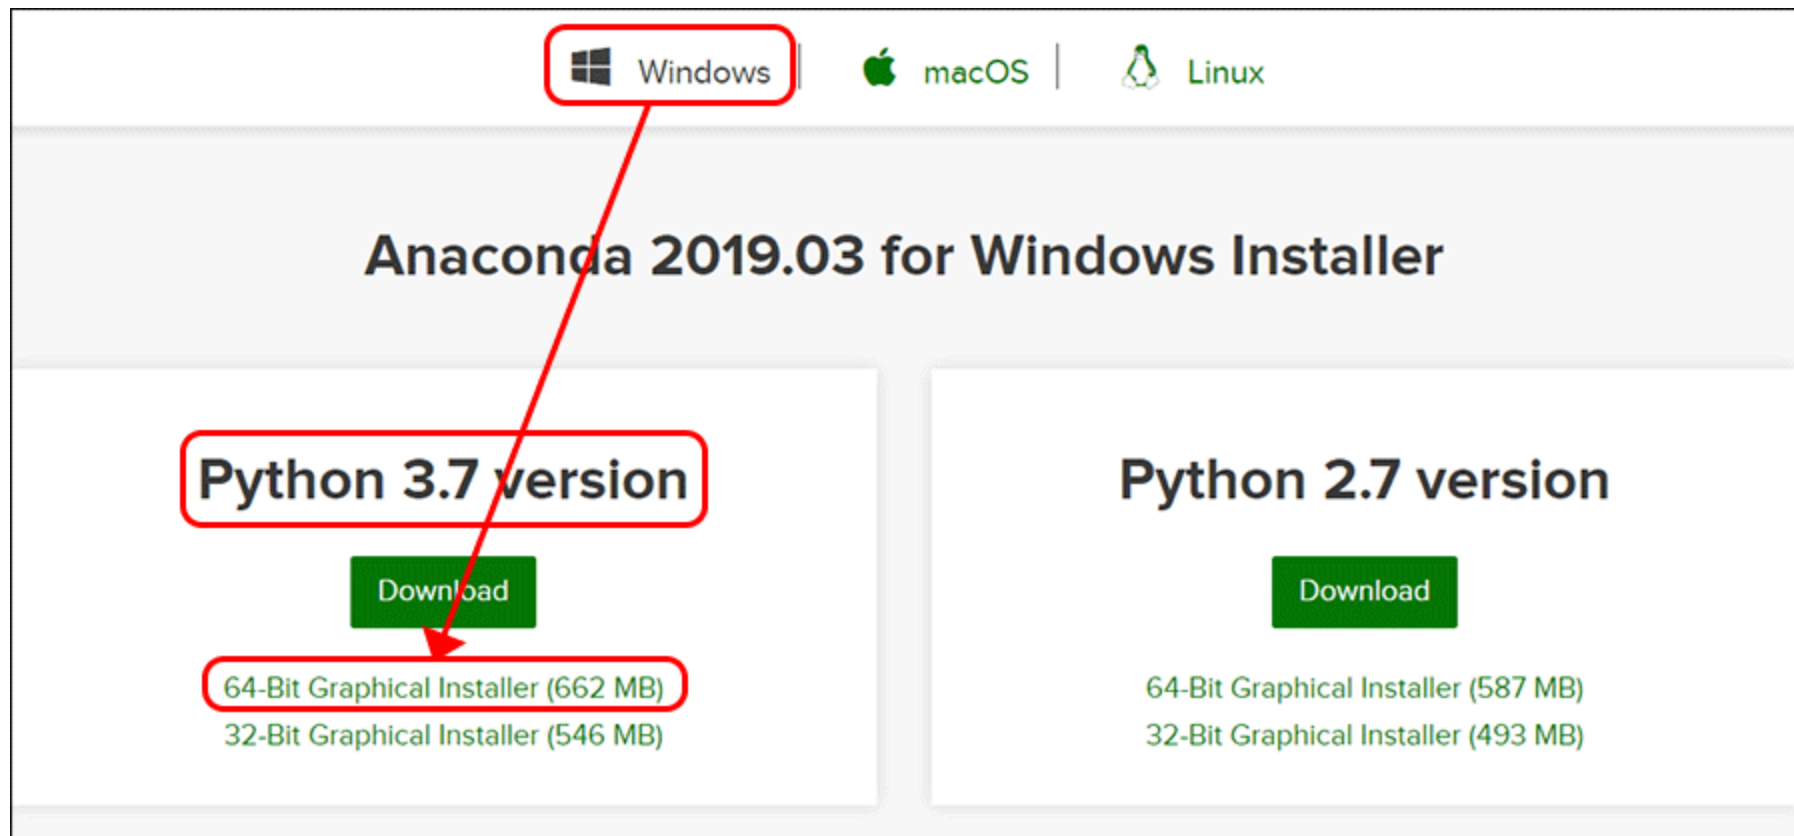 Windows macOS Linux
Anaconda 2019.03 for Windows Installer
Python 3.7 version
Download
64-Bit Graphical Installer (662 MB)
32-Bit Graphical Installer (546 MB)
Python 2.7 version
Download
64-Bit Graphical Installer (587 MB)
32-Bit Graphical Installer (493 MB)